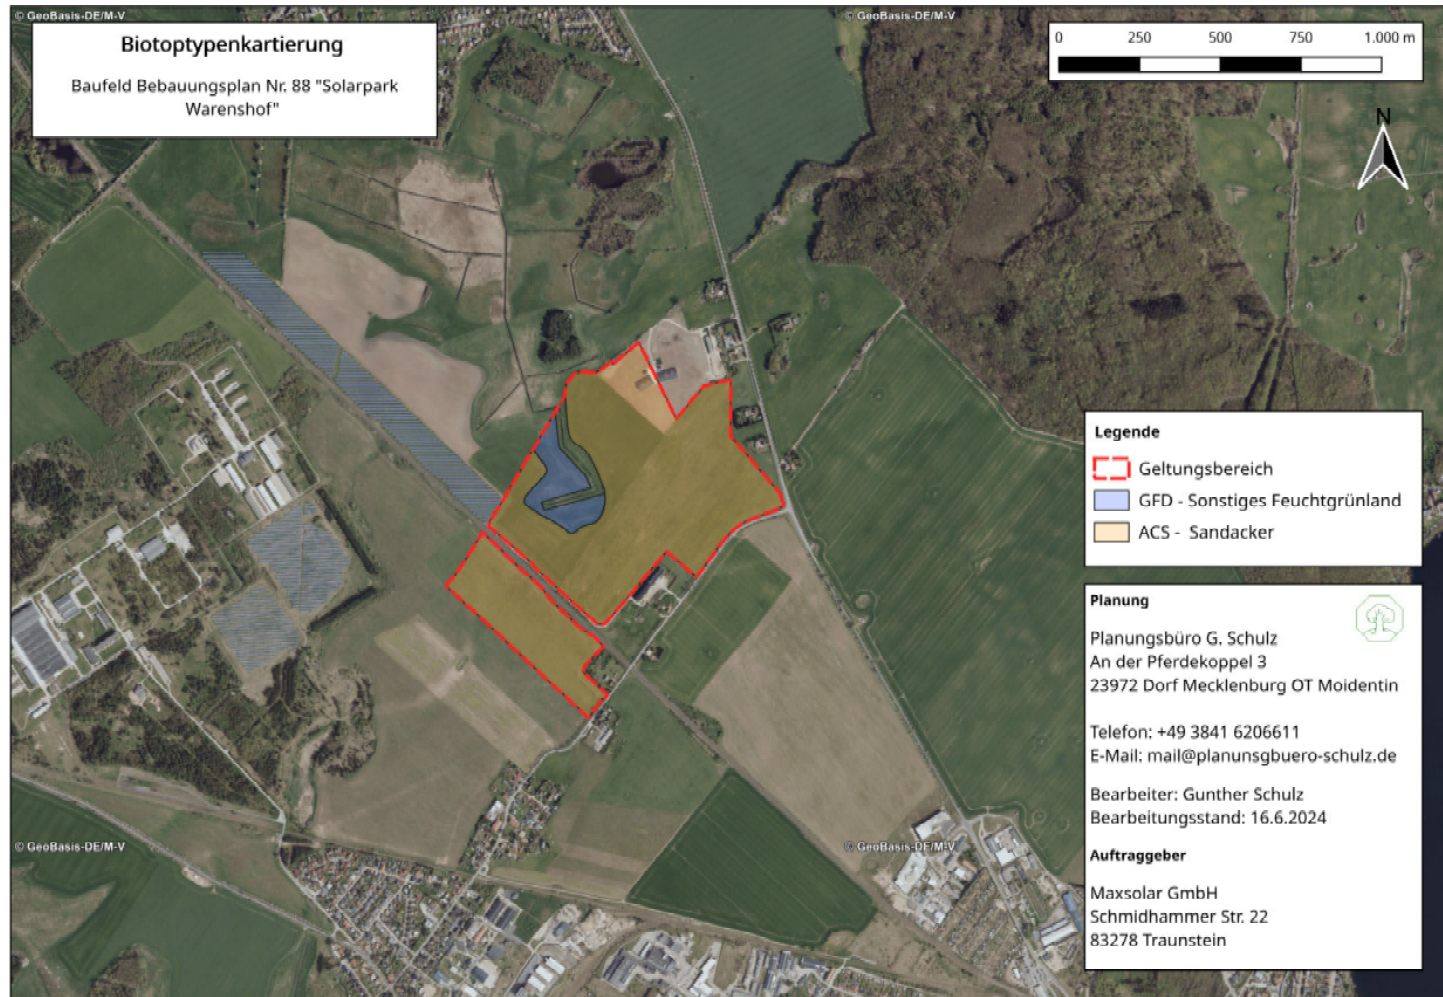 © GeoBasis-DE/M-V
© GeoBasis-DE/M-V
Biotoptypenkartierung
Baufeld Bebauungsplan Nr. 88 "Solarpark
Warenshof"
0 250 500 750 1.000 m
N
Legende
Geltungsbereich
GFD - Sonstiges Feuchtgrünland
ACS - Sandacker
Planung
Planungsbüro G. Schulz
An der Pferdekoppel 3
23972 Dorf Mecklenburg OT Moidentin
Telefon: +49 3841 6206611
E-Mail: mail@planunsgbuero-schulz.de
Bearbeiter: Gunther Schulz
Bearbeitungsstand: 16.6.2024
Auftraggeber
Maxsolar GmbH
Schmidhammer Str. 22
83278 Traunstein
© GeoBasis-DE/M-V
© GeoBasis-DE/M-V